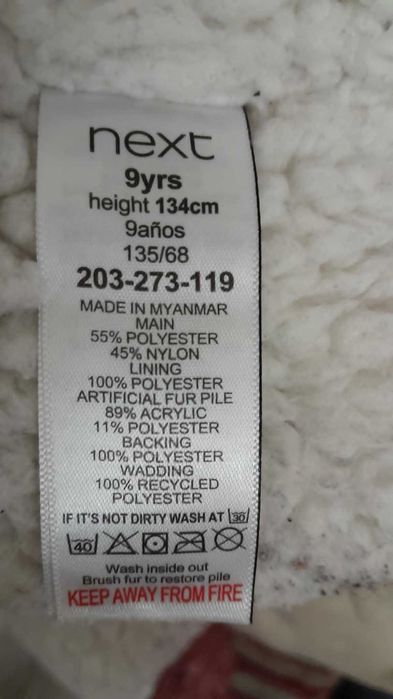 next
9yrs
height 134cm
9años
135/68
203-273-119
MADE IN MYANMAR
MAIN
55% POLYESTER
45% NYLON
LINING
100% POLYESTER
ARTIFICIAL FUR PILE
89% ACRYLIC
11% POLYESTER
BACKING
100% POLYESTER
WADDING
100% RECYCLED
POLYESTER
IF IT'S NOT DIRTY WASH AT 30
40
Wash inside out
Brush fur to restore pile
KEEP AWAY FROM FIRE